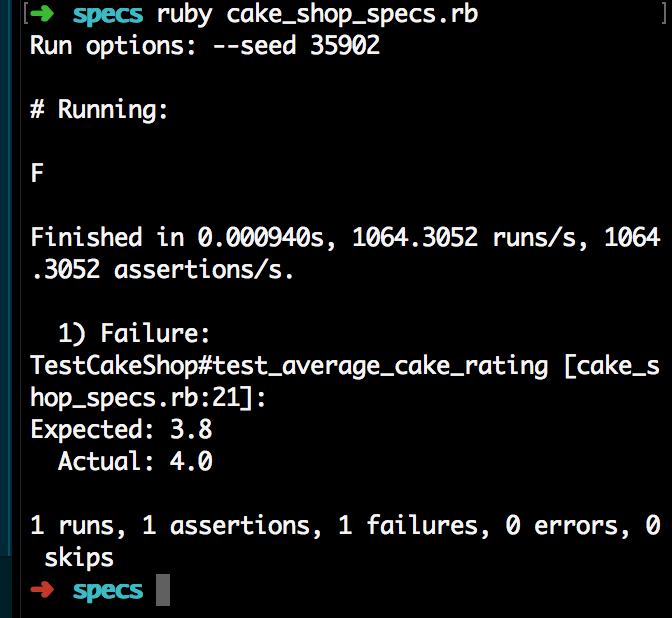 [➜ specs ruby cake_shop_specs.rb ]
Run options: --seed 35902
# Running:
F
Finished in 0.000940s, 1064.3052 runs/s, 1064
.3052 assertions/s.
1) Failure:
TestCakeShop#test_average_cake_rating [cake_s
hop_specs.rb:21]:
Expected: 3.8
Actual: 4.0
1 runs, 1 assertions, 1 failures, 0 errors, 0
skips
➜ specs